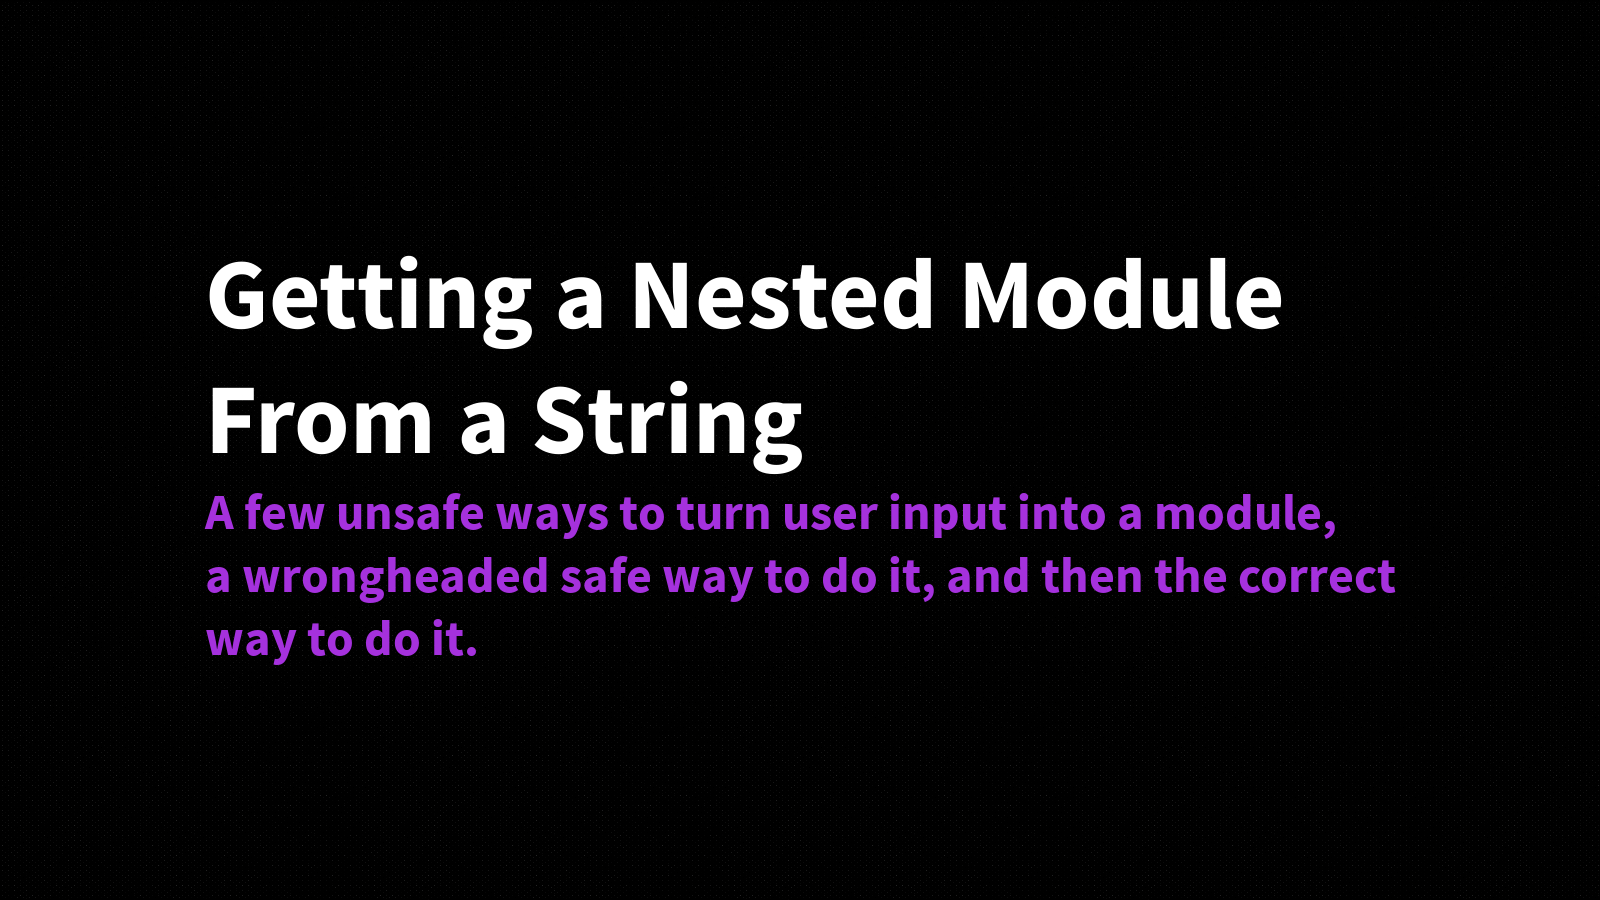 Getting a Nested Module
From a String
A few unsafe ways to turn user input into a module,
a wrongheaded safe way to do it, and then the correct
way to do it.